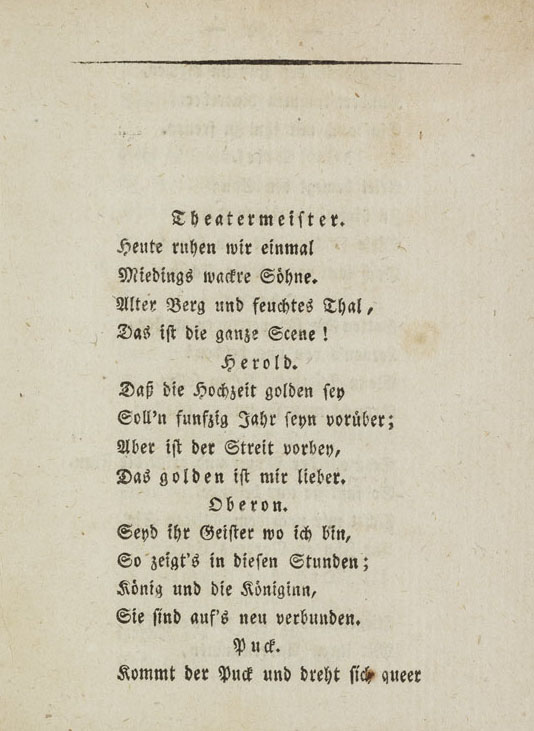 Theatermeister.
Heute ruhen wir einmal
Miedings wackre Söhne.
Alter Berg und feuchtes Thal,
Das ist die ganze Scene!
Herold.
Daß die Hochzeit golden sey
Soll'n funfzig Jahr seyn vorüber;
Aber ist der Streit vorbey,
Das golden ist mir lieber.
Oberon.
Seyd ihr Geister wo ich bin,
So zeigt's in diesen Stunden;
König und die Königinn,
Sie sind auf's neu verbunden.
Puck.
Kommt der Puck und dreht sich queer